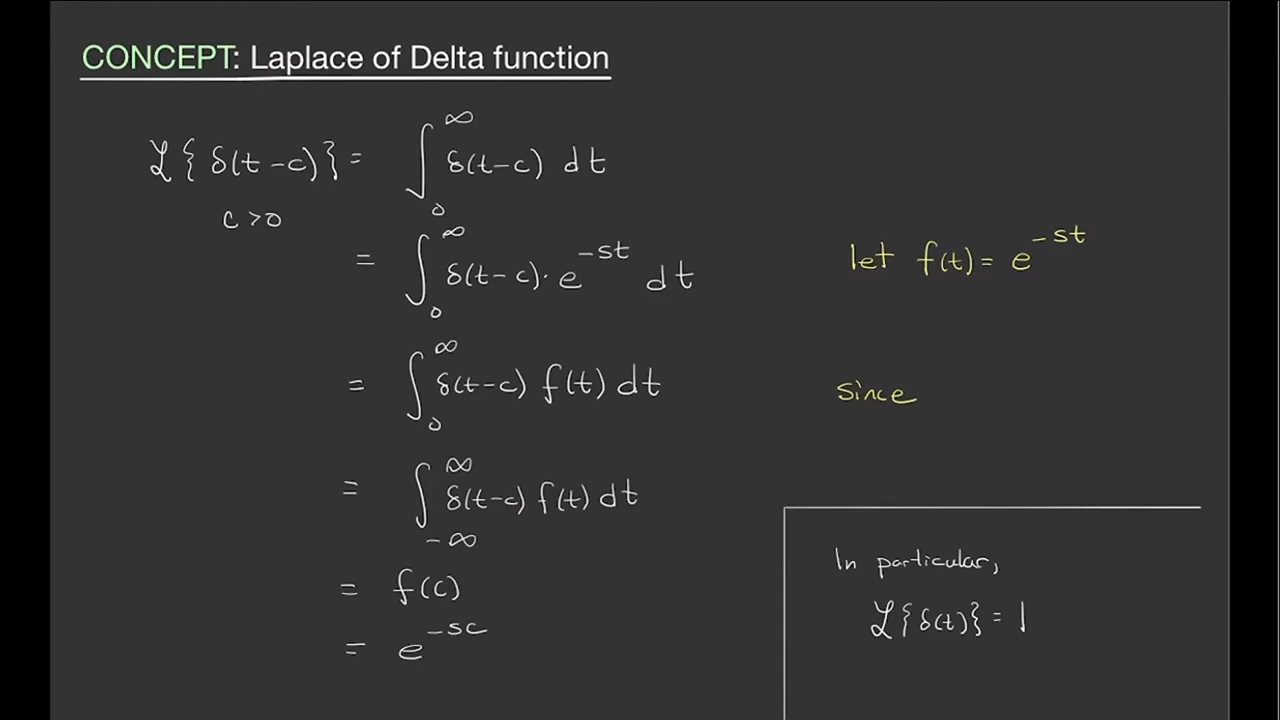 CONCEPT: Laplace of Delta function
ℒ{ δ(t-c)} = ∫₀^∞ δ(t-c) dt
c >0
= ∫₀^∞ δ(t-c)· e^{-st} dt
let f(t) = e^{-st}
= ∫₀^∞ δ(t-c) f(t) dt
since
= ∫_{-∞}^∞ δ(t-c) f(t) dt
= f(c)
= e^{-sc}
In particular,
ℒ{δ(t)} = 1